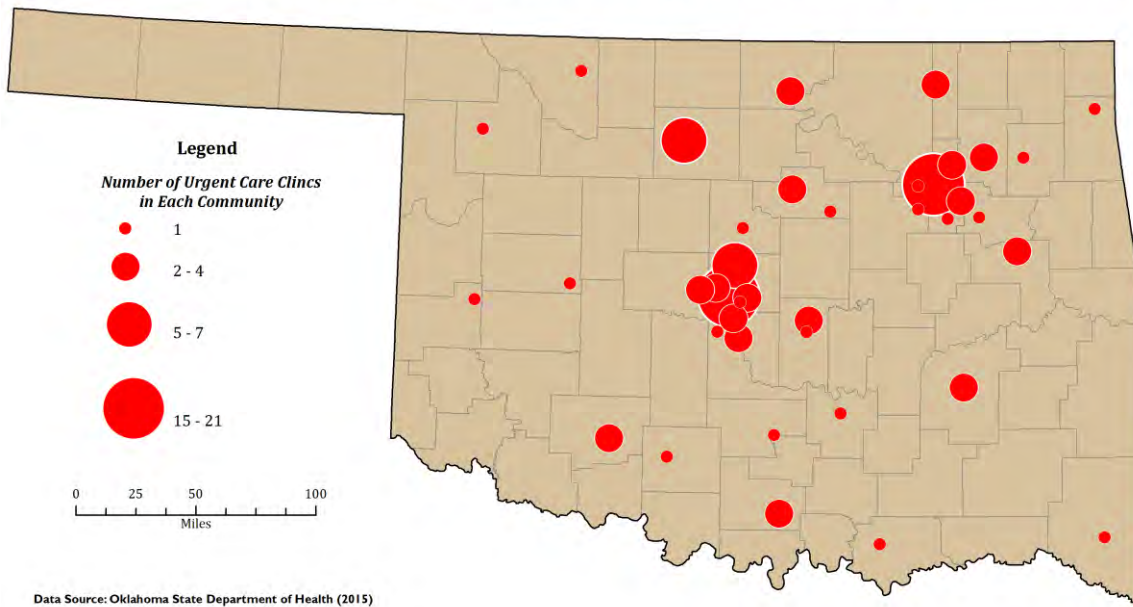 Legend
Number of Urgent Care Clincs
in Each Community
1
2 - 4
5 - 7
15 - 21
0 25 50 100
Miles
Data Source: Oklahoma State Department of Health (2015)